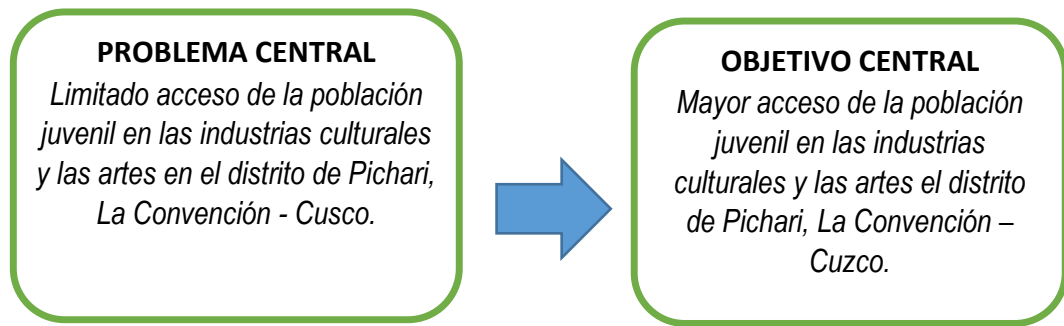 PROBLEMA CENTRAL
Limitado acceso de la población
juvenil en las industrias culturales
y las artes en el distrito de Pichari,
La Convención - Cusco.
OBJETIVO CENTRAL
Mayor acceso de la población
juvenil en las industrias
culturales y las artes el distrito
de Pichari, La Convención –
Cuzco.